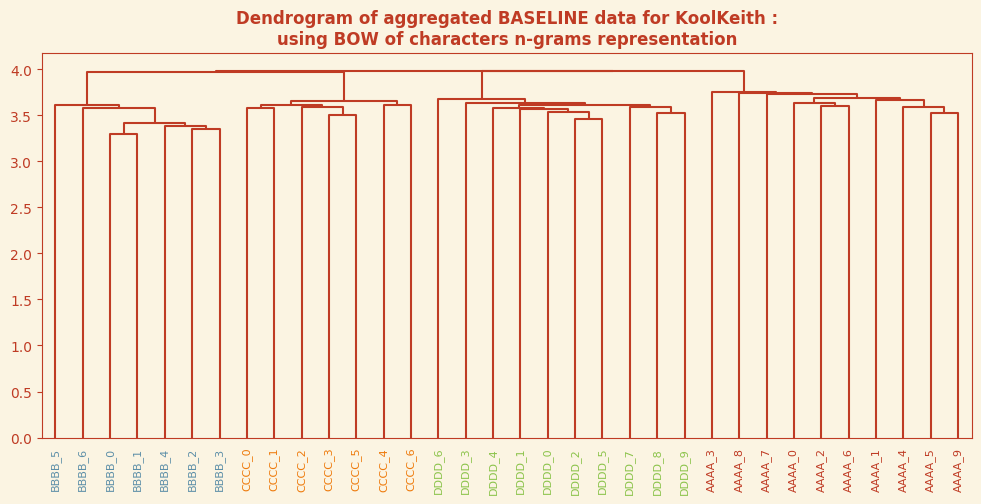 Dendrogram of aggregated BASELINE data for KoolKeith :
using BOW of characters n-grams representation
4.0
3.5
3.0
2.5
2.0
1.5
1.0
0.5
0.0
BBBB_5
BBBB_6
BBBB_0
BBBB_1
BBBB_4
BBBB_2
BBBB_3
CCCC_0
CCCC_1
CCCC_2
CCCC_3
CCCC_5
CCCC_4
CCCC_6
DDDD_6
DDDD_3
DDDD_4
DDDD_1
DDDD_0
DDDD_2
DDDD_5
DDDD_7
DDDD_8
DDDD_9
AAAA_3
AAAA_8
AAAA_7
AAAA_0
AAAA_2
AAAA_6
AAAA_1
AAAA_4
AAAA_5
AAAA_9